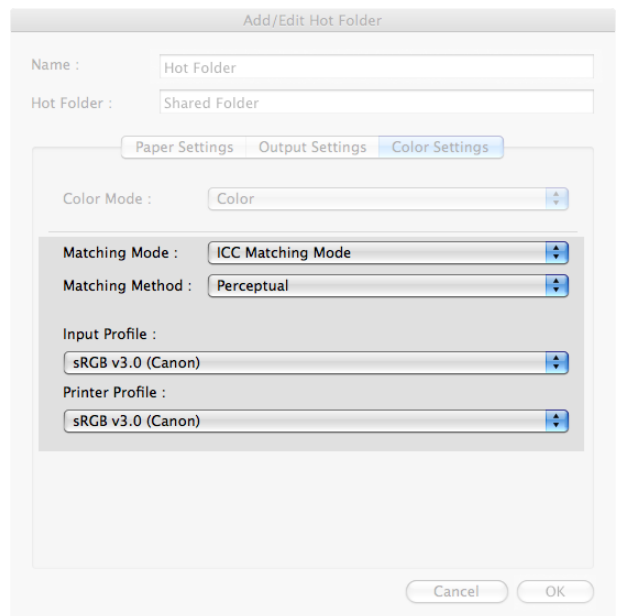 Add/Edit Hot Folder
Name : Hot Folder
Hot Folder : Shared Folder
Paper Settings Output Settings Color Settings
Color Mode : Color
Matching Mode : ICC Matching Mode
Matching Method : Perceptual
Input Profile :
sRGB v3.0 (Canon)
Printer Profile :
sRGB v3.0 (Canon)
Cancel OK